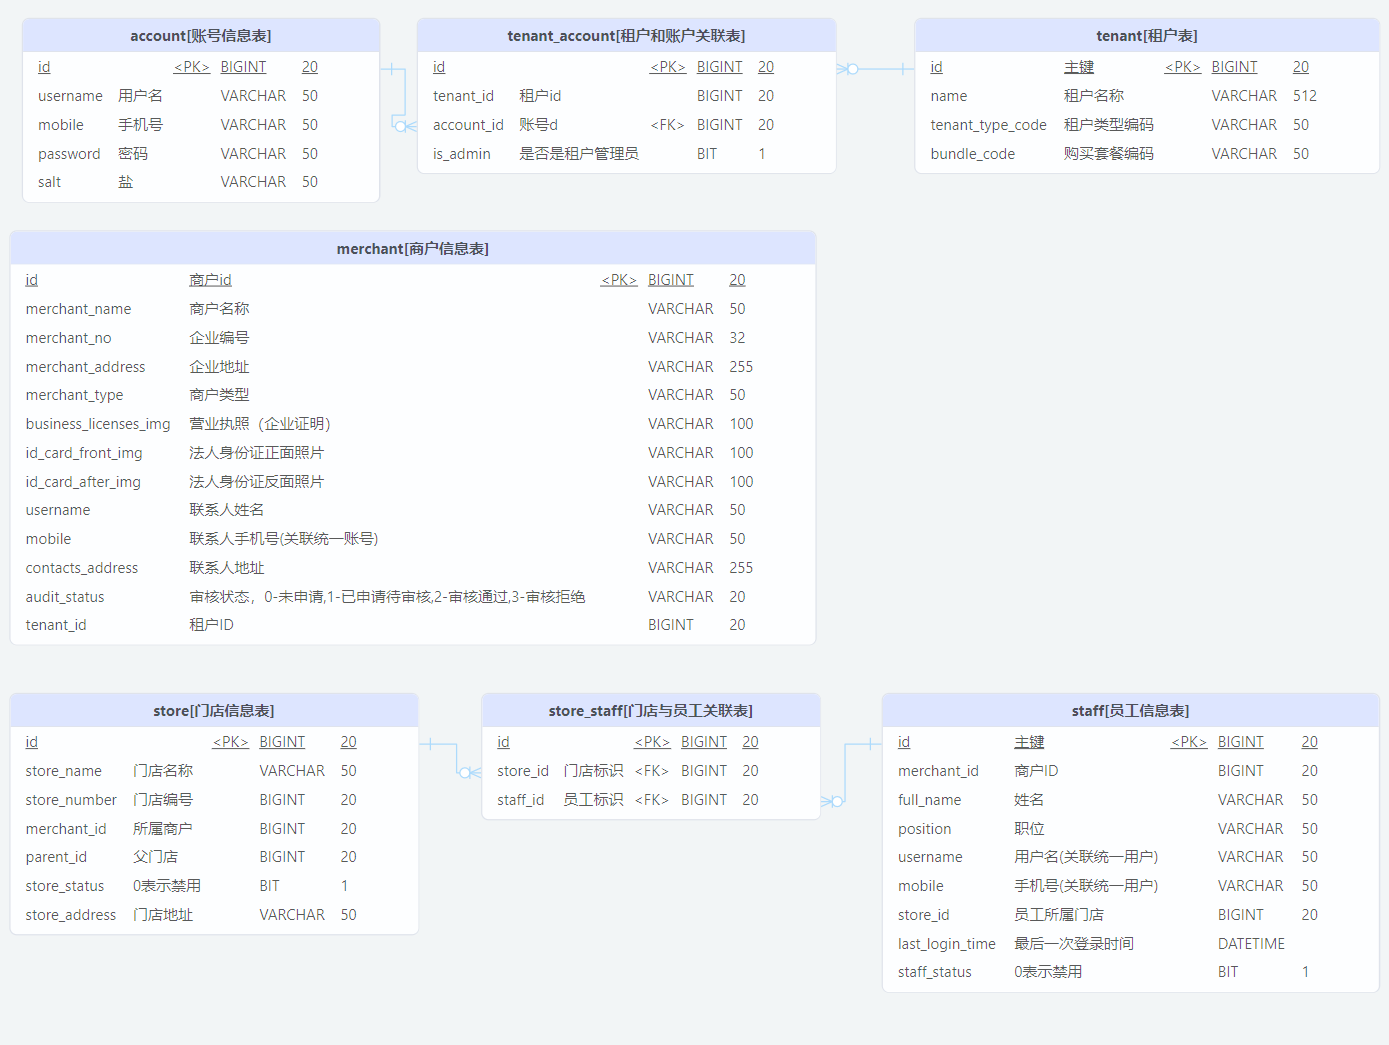 account[账号信息表]
id <PK> BIGINT 20
username 用户名 VARCHAR 50
mobile 手机号 VARCHAR 50
password 密码 VARCHAR 50
salt 盐 VARCHAR 50
tenant_account[租户和账户关联表]
id <PK> BIGINT 20
tenant_id 租户id BIGINT 20
account_id 账号d <FK> BIGINT 20
is_admin 是否是租户管理员 BIT 1
tenant[租户表]
id 主键 <PK> BIGINT 20
name 租户名称 VARCHAR 512
tenant_type_code 租户类型编码 VARCHAR 50
bundle_code 购买套餐编码 VARCHAR 50
merchant[商户信息表]
id 商户id <PK> BIGINT 20
merchant_name 商户名称 VARCHAR 50
merchant_no 企业编号 VARCHAR 32
merchant_address 企业地址 VARCHAR 255
merchant_type 商户类型 VARCHAR 50
business_licenses_img 营业执照（企业证明） VARCHAR 100
id_card_front_img 法人身份证正面照片 VARCHAR 100
id_card_after_img 法人身份证反面照片 VARCHAR 100
username 联系人姓名 VARCHAR 50
mobile 联系人手机号(关联统一账号) VARCHAR 50
contacts_address 联系人地址 VARCHAR 255
audit_status 审核状态，0-未申请,1-已申请待审核,2-审核通过,3-审核拒绝 VARCHAR 20
tenant_id 租户ID BIGINT 20
store[门店信息表]
id <PK> BIGINT 20
store_name 门店名称 VARCHAR 50
store_number 门店编号 BIGINT 20
merchant_id 所属商户 BIGINT 20
parent_id 父门店 BIGINT 20
store_status 0表示禁用 BIT 1
store_address 门店地址 VARCHAR 50
store_staff[门店与员工关联表]
id <PK> BIGINT 20
store_id 门店标识 <FK> BIGINT 20
staff_id 员工标识 <FK> BIGINT 20
staff[员工信息表]
id 主键 <PK> BIGINT 20
merchant_id 商户ID BIGINT 20
full_name 姓名 VARCHAR 50
position 职位 VARCHAR 50
username 用户名(关联统一用户) VARCHAR 50
mobile 手机号(关联统一用户) VARCHAR 50
store_id 员工所属门店 BIGINT 20
last_login_time 最后一次登录时间 DATETIME
staff_status 0表示禁用 BIT 1